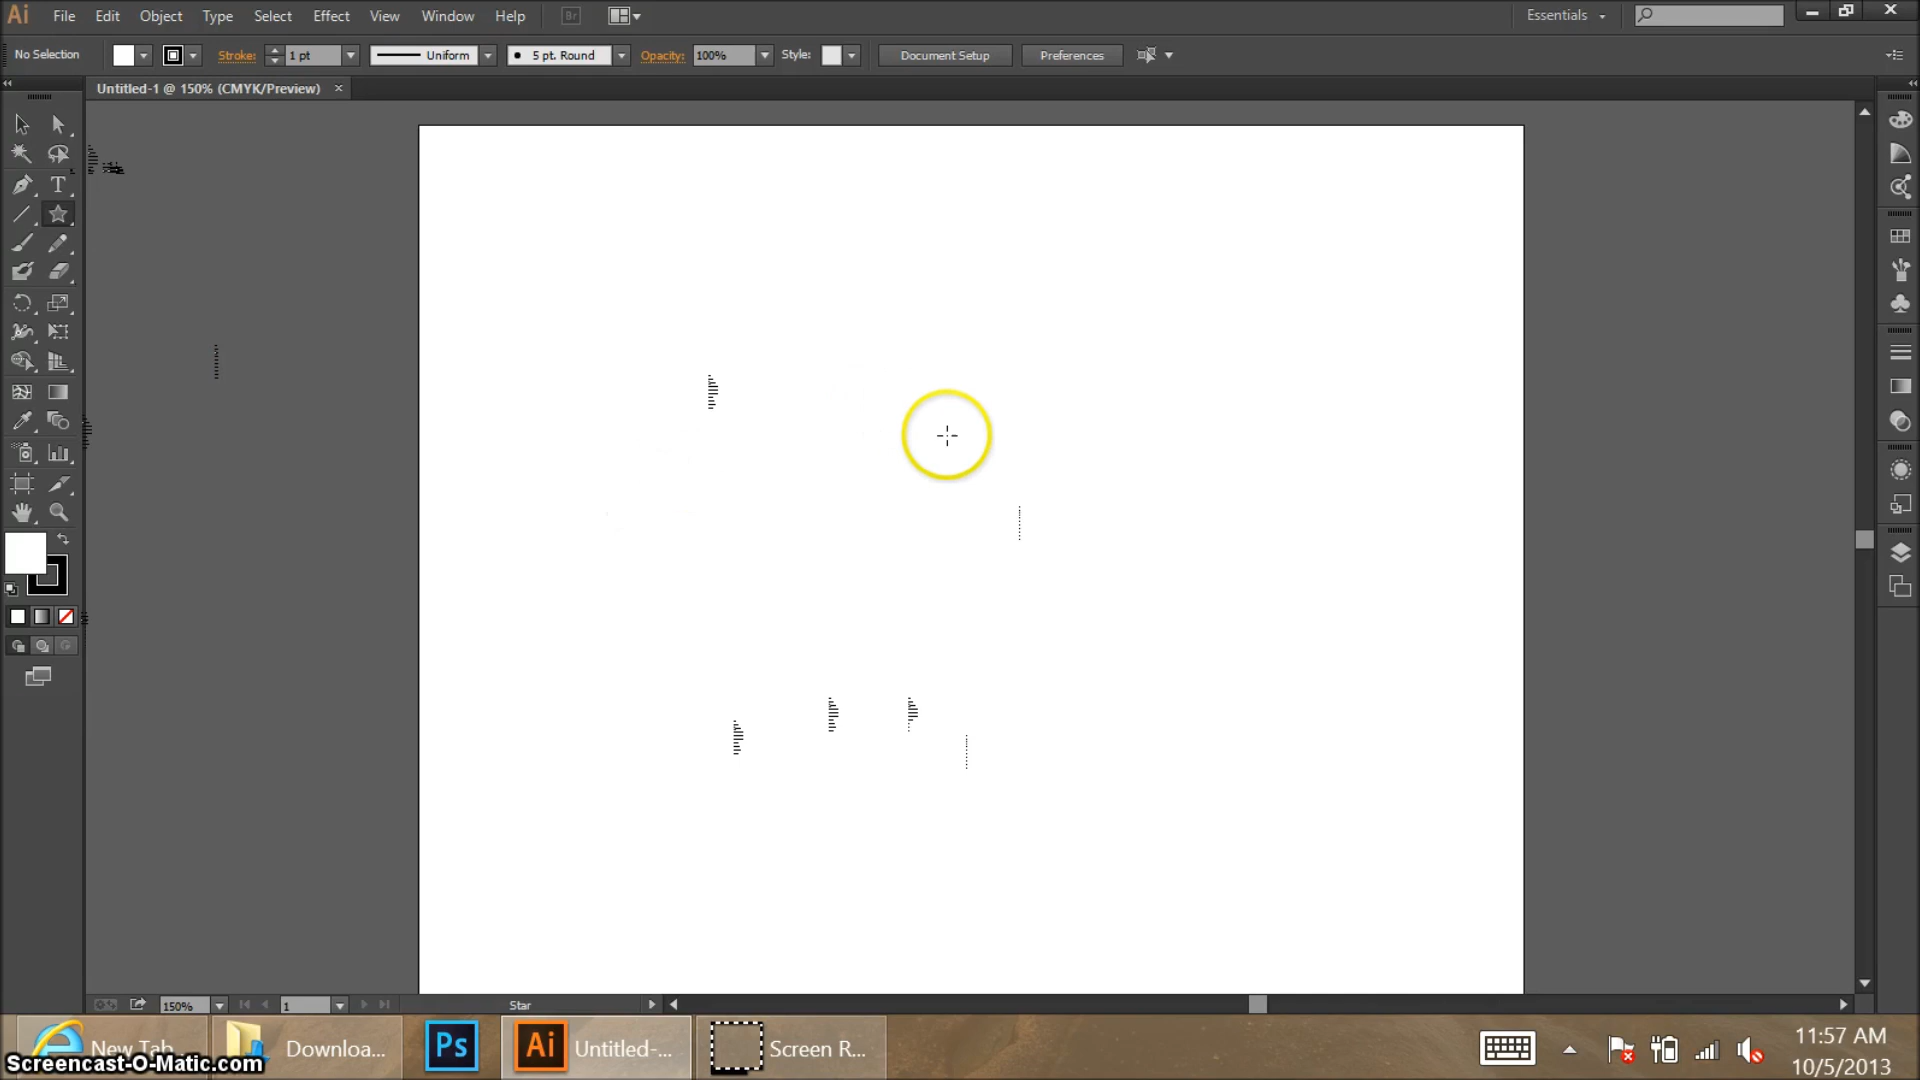 Ai File Edit Object Type Select Effect View Window Help Br Essentials
No Selection Stroke: 1 pt Uniform 5 pt. Round Opacity: 100% Style: Document Setup Preferences
Untitled-1 @ 150% (CMYK/Preview) ×
T
150% 1 Star
New Tab Downloa... Ps Ai Untitled-... Screen R... 11:57 AM
10/5/2013
Screencast-O-Matic.com